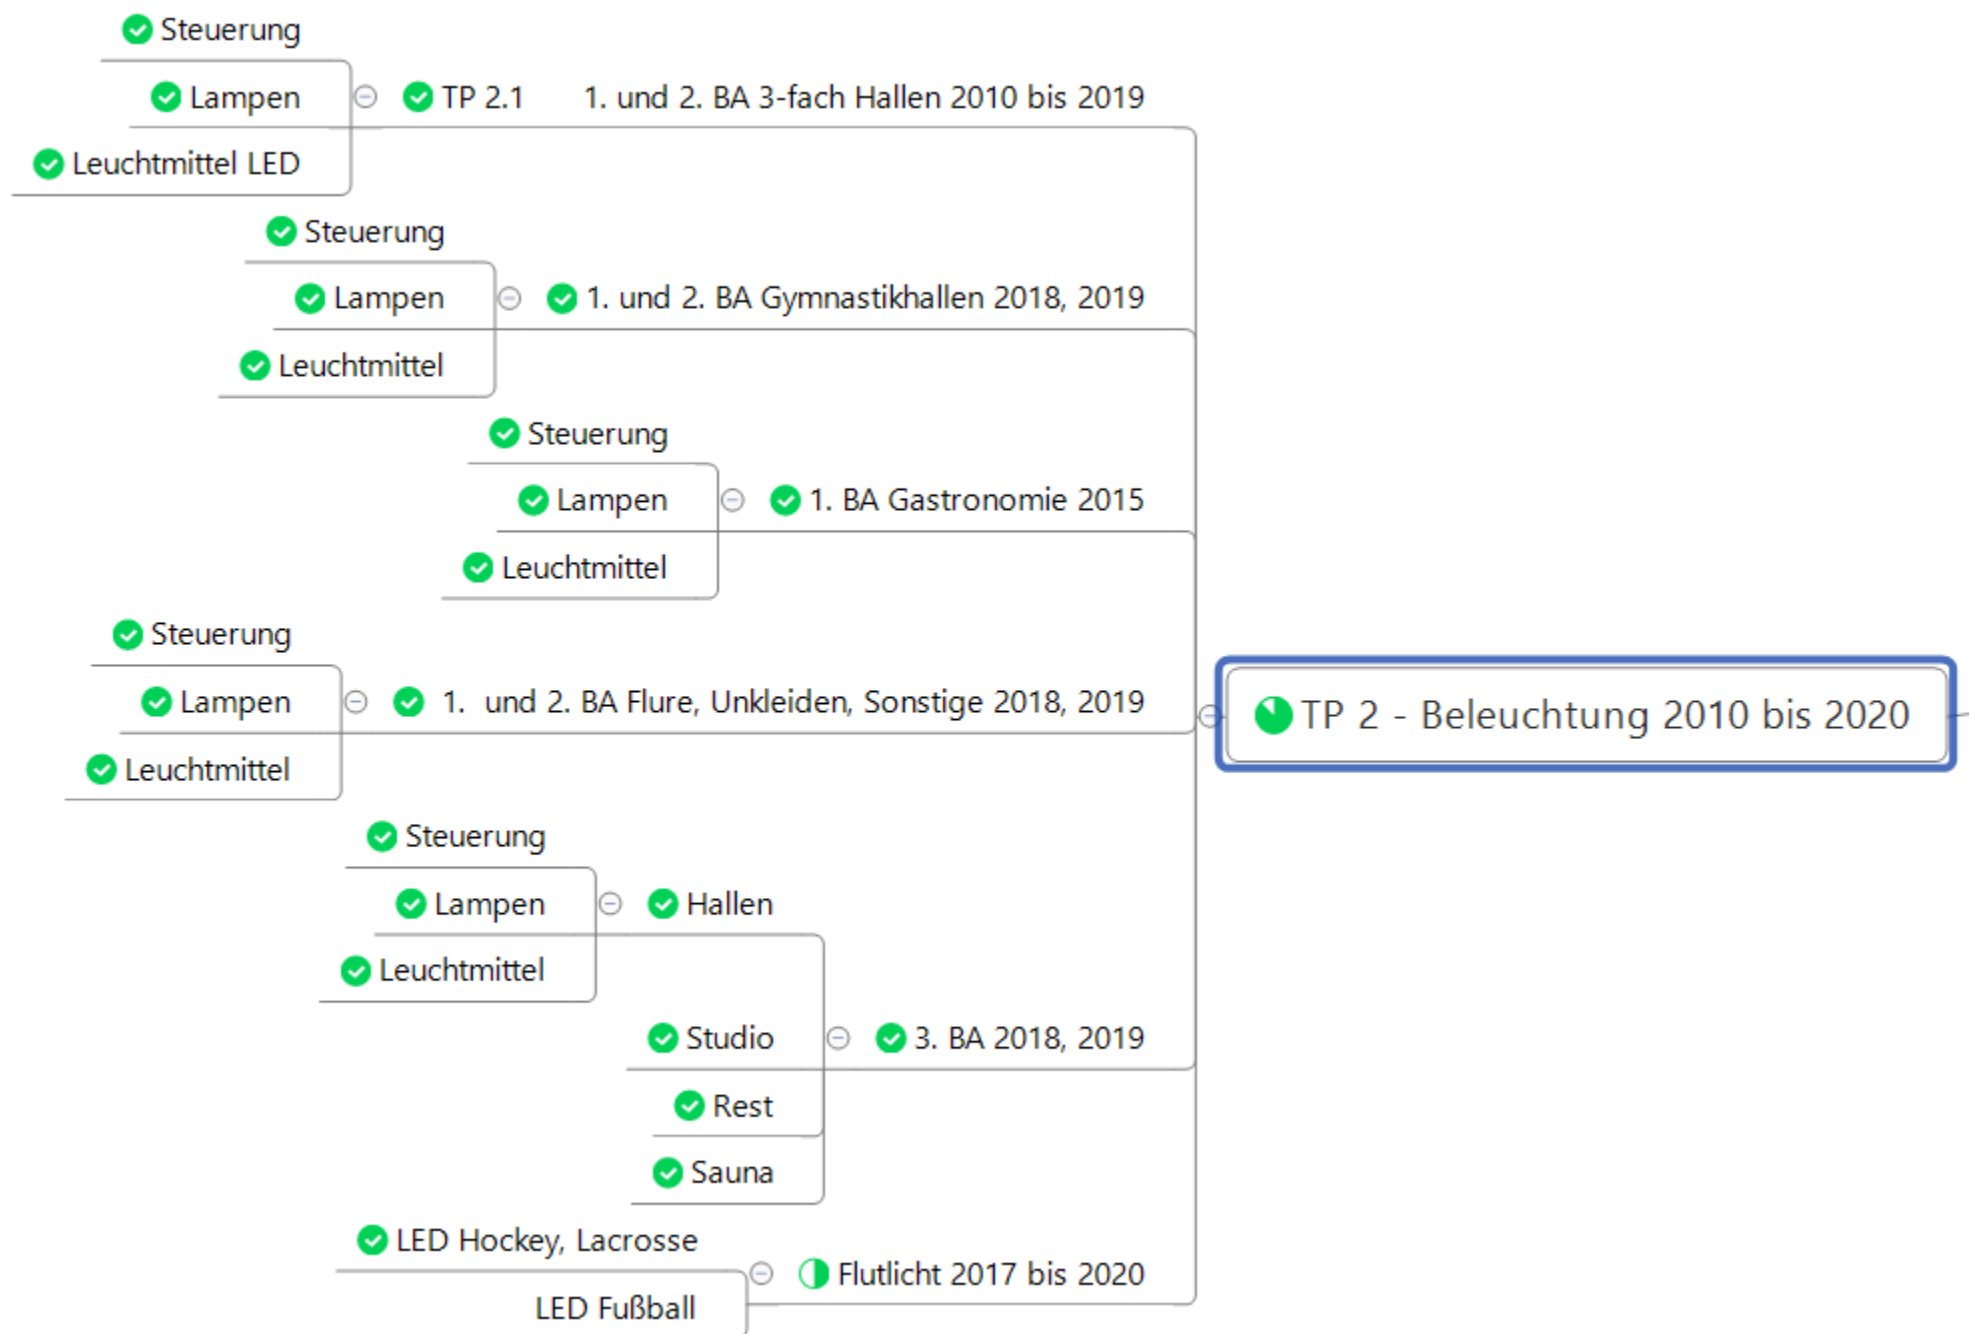 Steuerung
Lampen
TP 2.1 1. und 2. BA 3-fach Hallen 2010 bis 2019
Leuchtmittel LED
Steuerung
Lampen
1. und 2. BA Gymnastikhallen 2018, 2019
Leuchtmittel
Steuerung
Lampen
1. BA Gastronomie 2015
Leuchtmittel
Steuerung
Lampen
1. und 2. BA Flure, Unkleiden, Sonstige 2018, 2019
TP 2 - Beleuchtung 2010 bis 2020
Leuchtmittel
Steuerung
Lampen
Hallen
Leuchtmittel
Studio
3. BA 2018, 2019
Rest
Sauna
LED Hockey, Lacrosse
Flutlicht 2017 bis 2020
LED Fußball